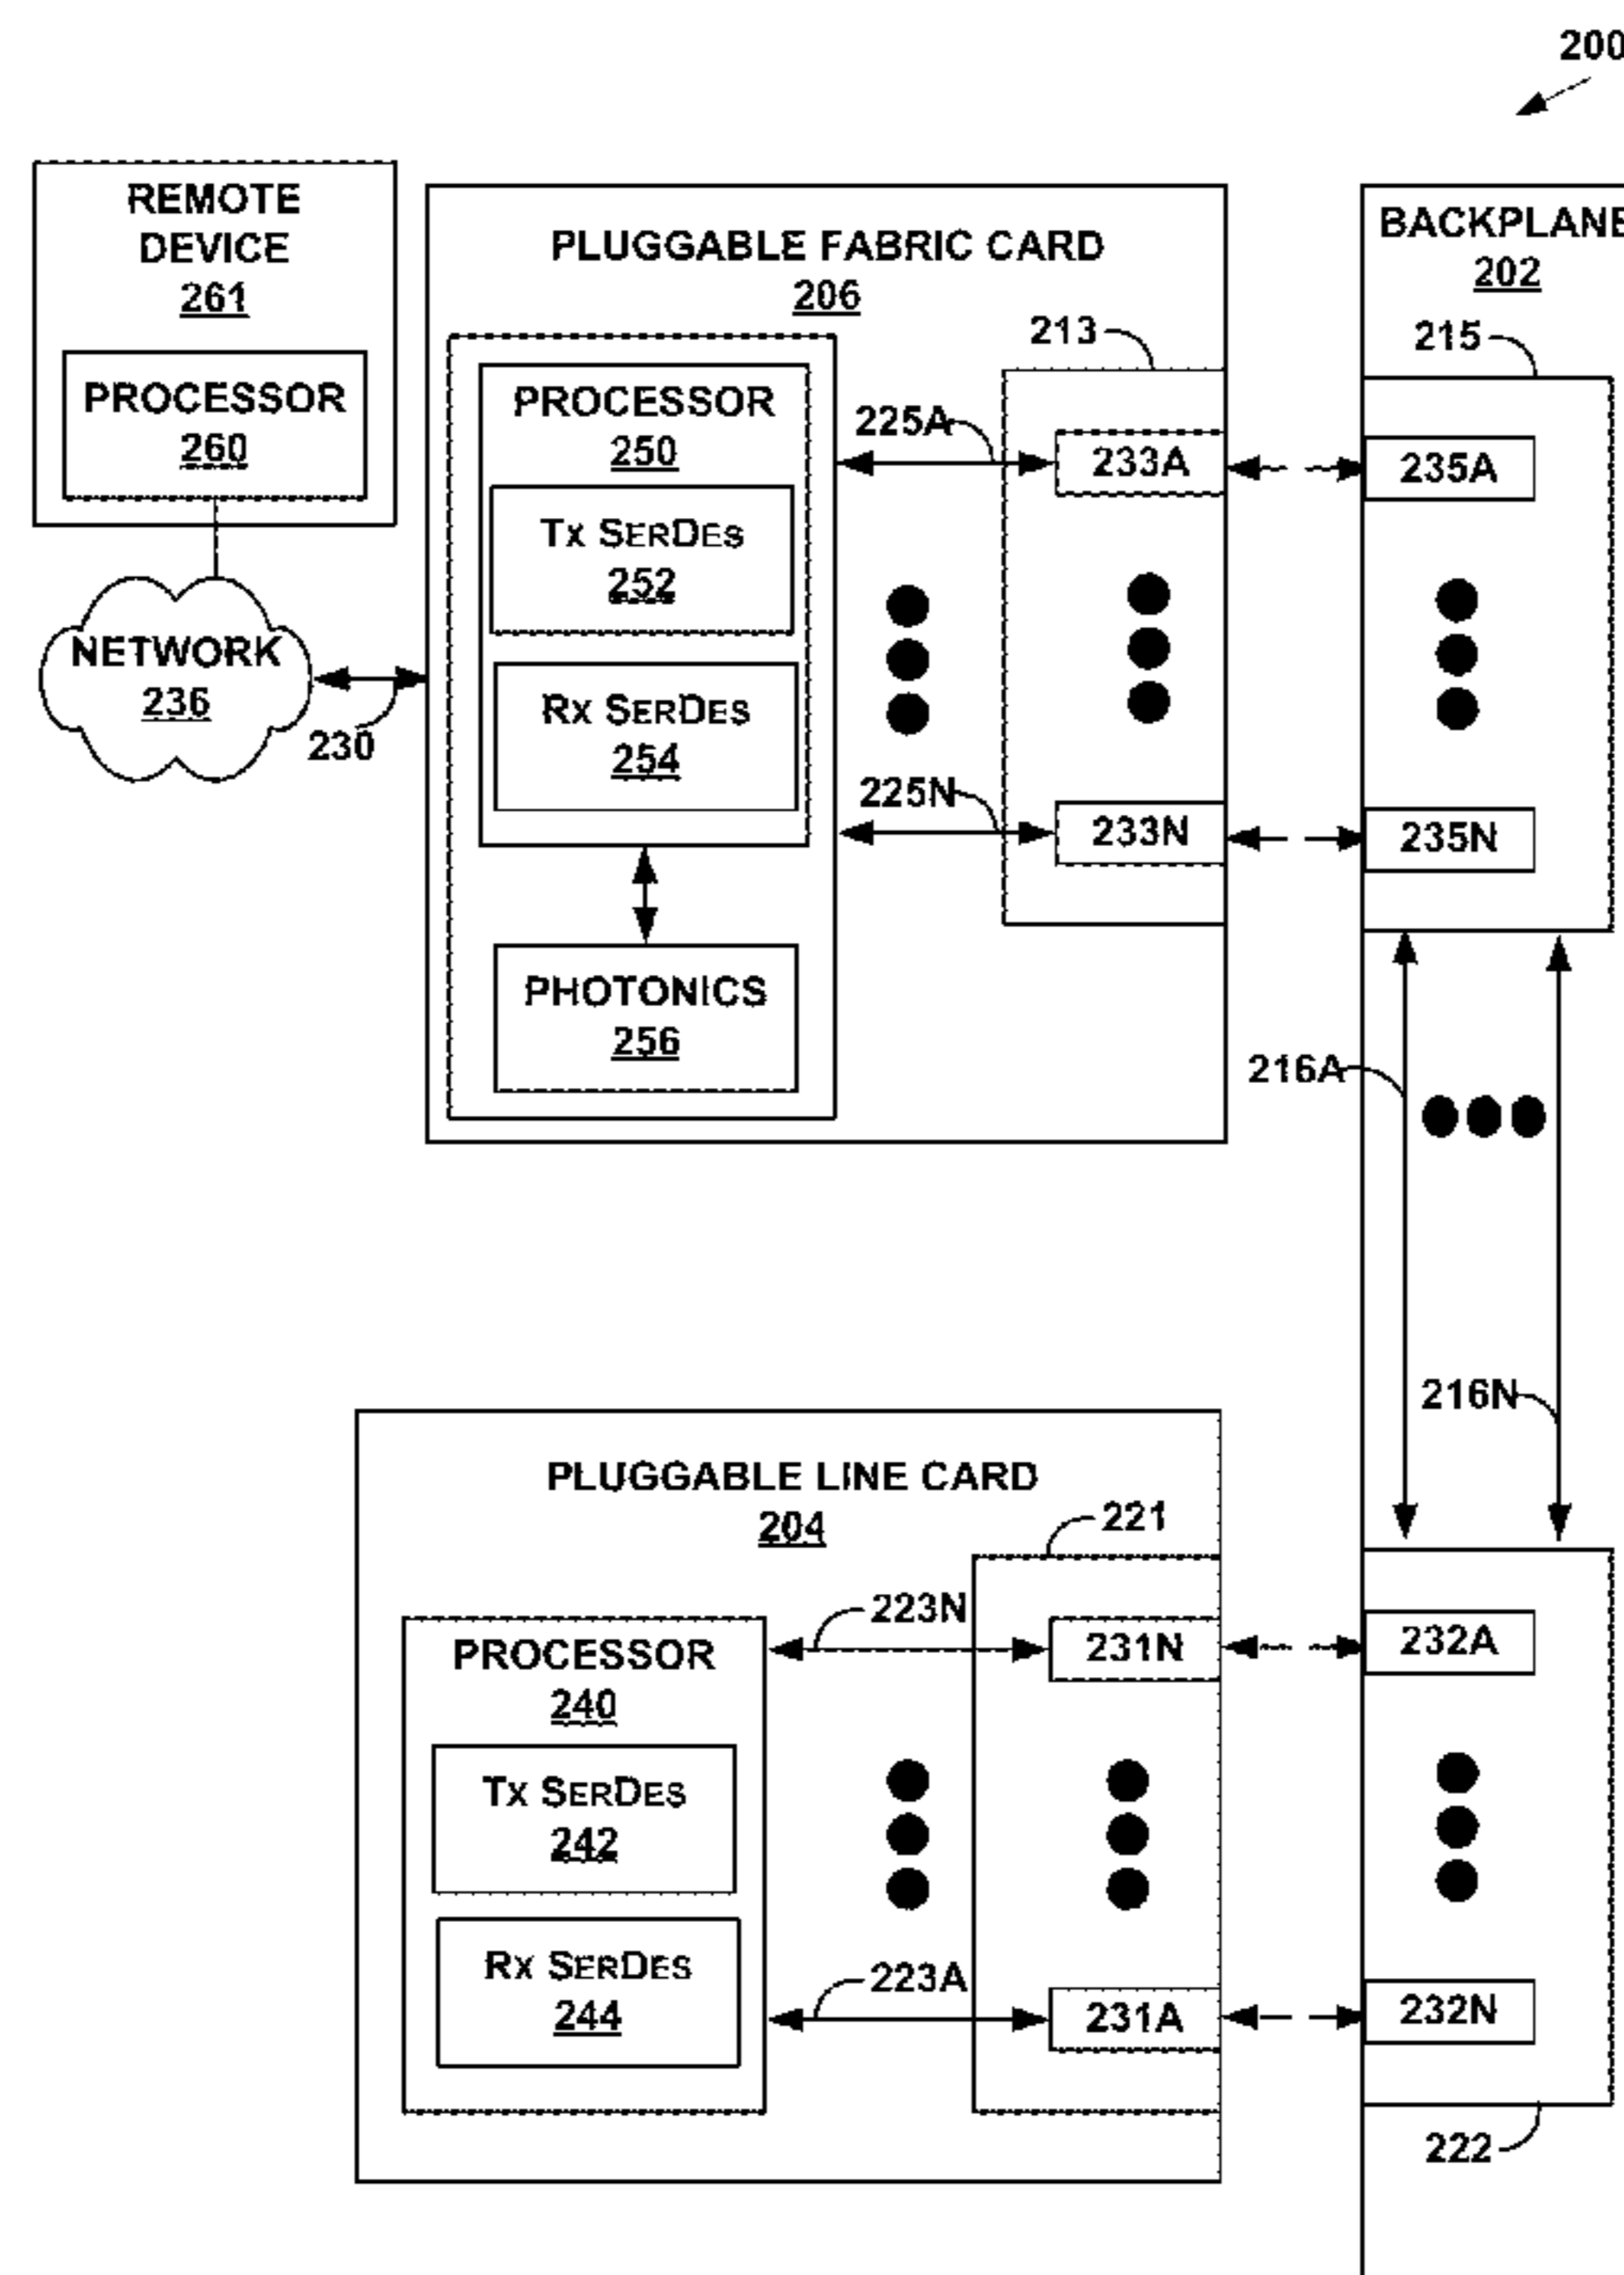 200
REMOTE
DEVICE
261
PROCESSOR
260
NETWORK
236
230
PLUGGABLE FABRIC CARD
206
PROCESSOR
250
TX SERDES
252
RX SERDES
254
PHOTONICS
256
225A
225N
213
233A
233N
BACKPLANE
202
215
235A
235N
216A
216N
PLUGGABLE LINE CARD
204
PROCESSOR
240
TX SERDES
242
RX SERDES
244
223N
223A
221
231N
231A
232A
232N
222